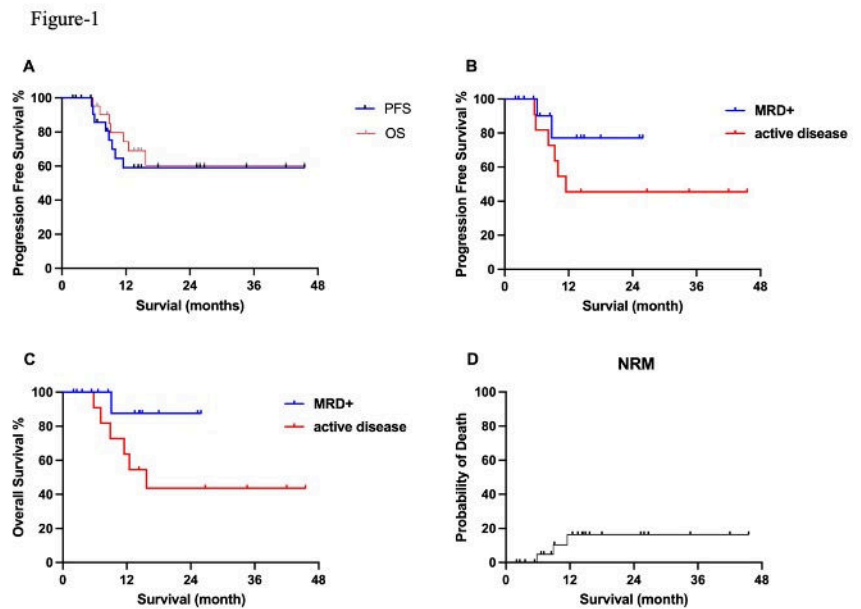 Figure-1
A
Progression Free Survival %
100
80
60
40
20
0
0 12 24 36 48
Survial (months)
PFS
OS
B
Progression Free Survival %
100
80
60
40
20
0
0 12 24 36 48
Survial (month)
MRD+
active disease
C
Overall Survival %
100
80
60
40
20
0
0 12 24 36 48
Survival (month)
MRD+
active disease
D
NRM
Probability of Death
100
80
60
40
20
0
0 12 24 36 48
Survival (month)